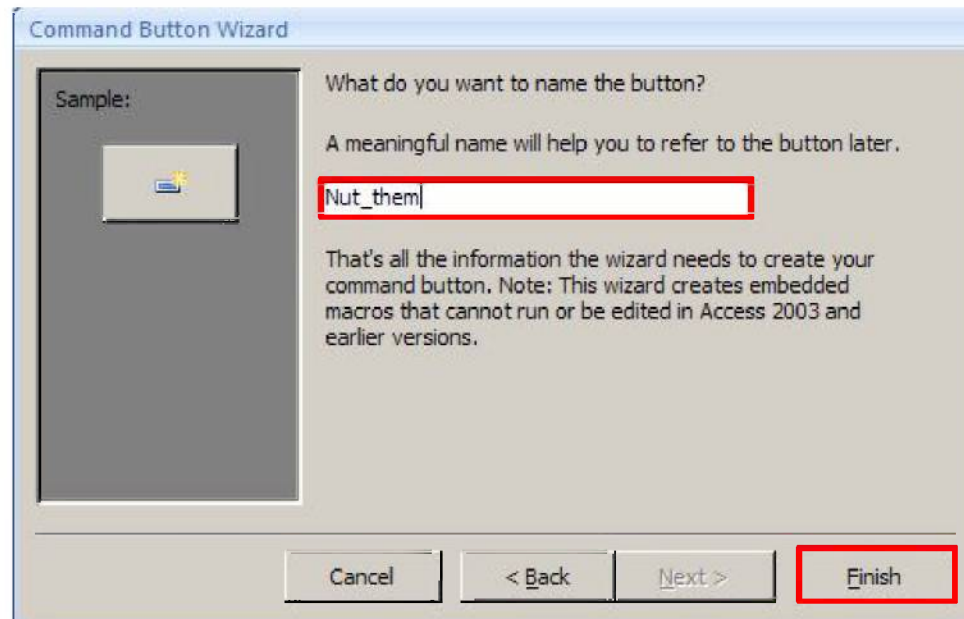 Command Button Wizard
Sample:
What do you want to name the button?
A meaningful name will help you to refer to the button later.
Nut_them
That's all the information the wizard needs to create your
command button. Note: This wizard creates embedded
macros that cannot run or be edited in Access 2003 and
earlier versions.
Cancel
< Back
Next >
Finish